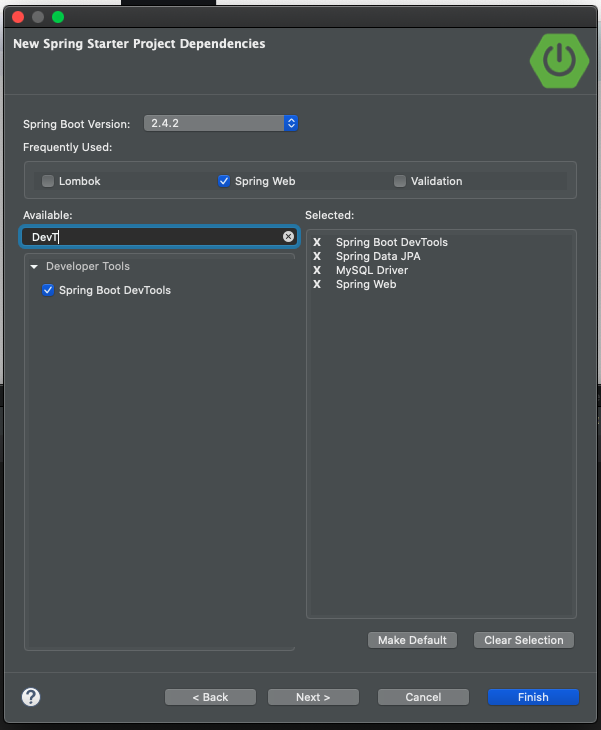 New Spring Starter Project Dependencies
Spring Boot Version: 2.4.2
Frequently Used:
Lombok Spring Web Validation
Available:
DevT
Developer Tools
Spring Boot DevTools
Selected:
X Spring Boot DevTools
X Spring Data JPA
X MySQL Driver
X Spring Web
Make Default Clear Selection
? < Back Next > Cancel Finish